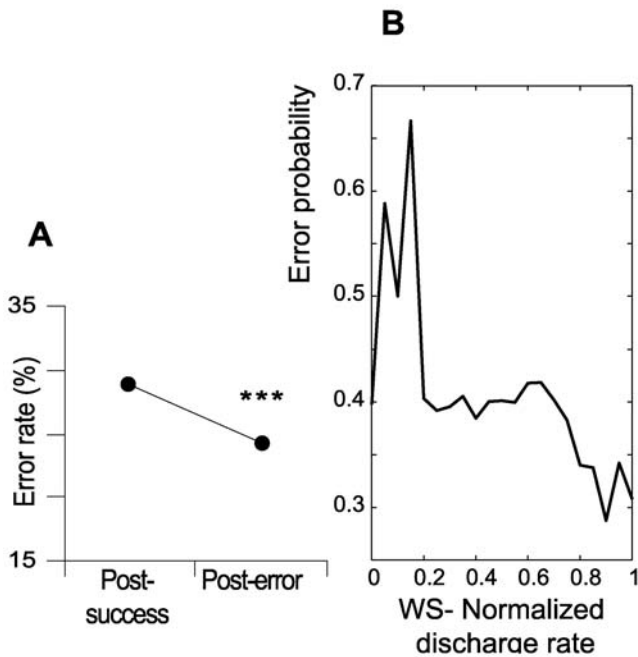 A
Error rate (%)
35
15
***
Post-
success
Post-error
B
Error probability
0.7
0.6
0.5
0.4
0.3
0
0.2
0.4
0.6
0.8
1
WS- Normalized
discharge rate